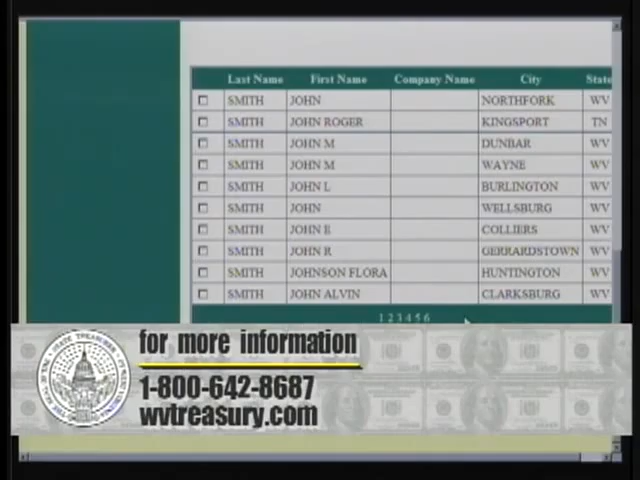 Last Name First Name Company Name City State
SMITH JOHN NORTHFORK WV
SMITH JOHN ROGER KINGSPORT TN
SMITH JOHN M DUNBAR WV
SMITH JOHN M WAYNE WV
SMITH JOHN L BURLINGTON WV
SMITH JOHN WELLSBURG WV
SMITH JOHN E COLLIERS WV
SMITH JOHN R GERRARDSTOWN WV
SMITH JOHNSON FLORA HUNTINGTON WV
SMITH JOHN ALVIN CLARKSBURG WV
1 2 3 4 5 6
for more information
1-800-642-8687
wvtreasury.com